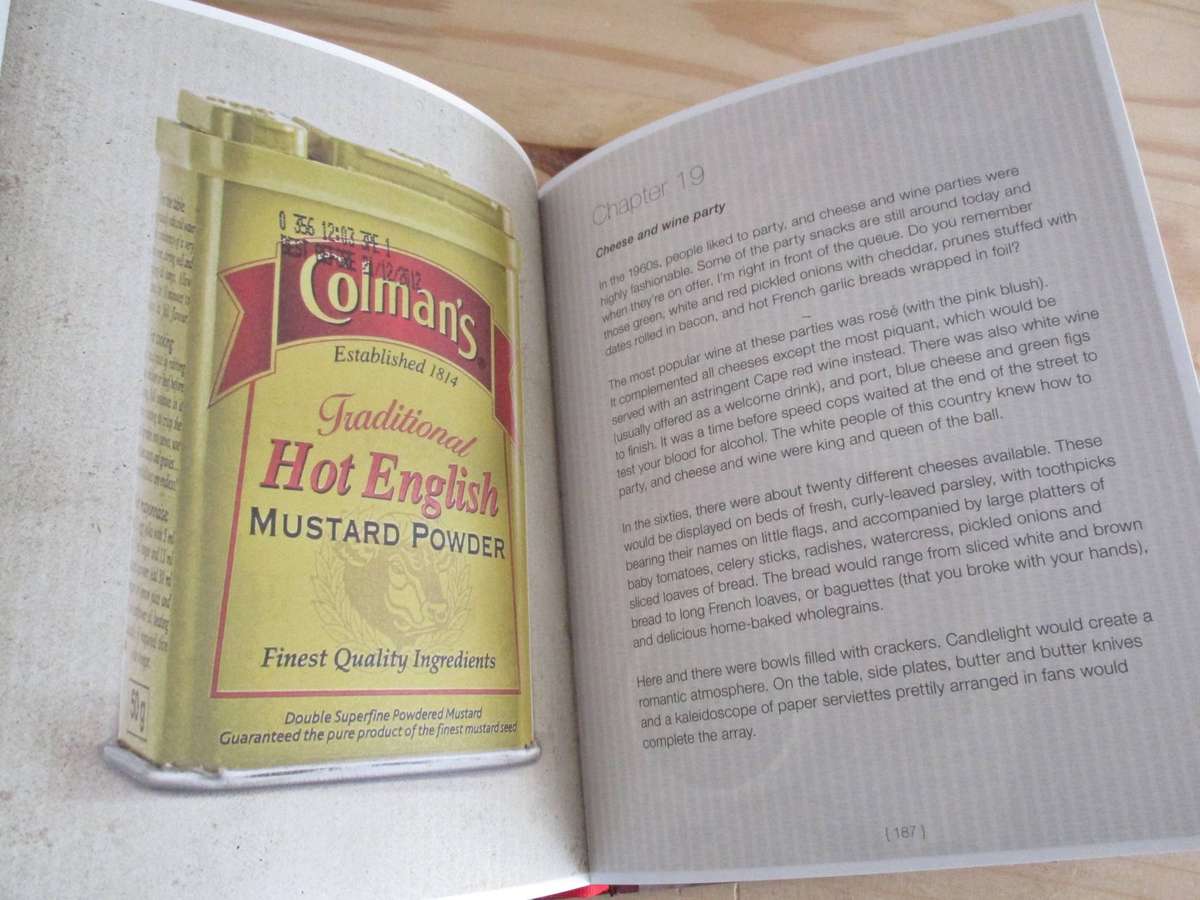 0 356 12:03 JE 1
BEST BEFORE 21/12/2012
Colman's
Established 1814
Traditional
Hot English
MUSTARD POWDER
Finest Quality Ingredients
Double Superfine Powdered Mustard
Guaranteed the pure product of the finest mustard seed
50 g
Chapter 19
Cheese and wine party
In the 1960s, people liked to party, and cheese and wine parties were
highly fashionable. Some of the party snacks are still around today and
when they're on offer, I'm right in front of the queue. Do you remember
those green, white and red pickled onions with cheddar, prunes stuffed with
dates rolled in bacon, and hot French garlic breads wrapped in foil?
The most popular wine at these parties was rosé (with the pink blush).
It complemented all cheeses except the most piquant, which would be
served with an astringent Cape red wine instead. There was also white wine
(usually offered as a welcome drink), and port, blue cheese and green figs
to finish. It was a time before speed cops waited at the end of the street to
test your blood for alcohol. The white people of this country knew how to
party, and cheese and wine were king and queen of the ball.
In the sixties, there were about twenty different cheeses available. These
would be displayed on beds of fresh, curly-leaved parsley, with toothpicks
bearing their names on little flags, and accompanied by large platters of
baby tomatoes, celery sticks, radishes, watercress, pickled onions and
sliced loaves of bread. The bread would range from sliced white and brown
bread to long French loaves, or baguettes (that you broke with your hands),
and delicious home-baked wholegrains.
Here and there were bowls filled with crackers. Candlelight would create a
romantic atmosphere. On the table, side plates, butter and butter knives
and a kaleidoscope of paper serviettes prettily arranged in fans would
complete the array.
{ 187 }